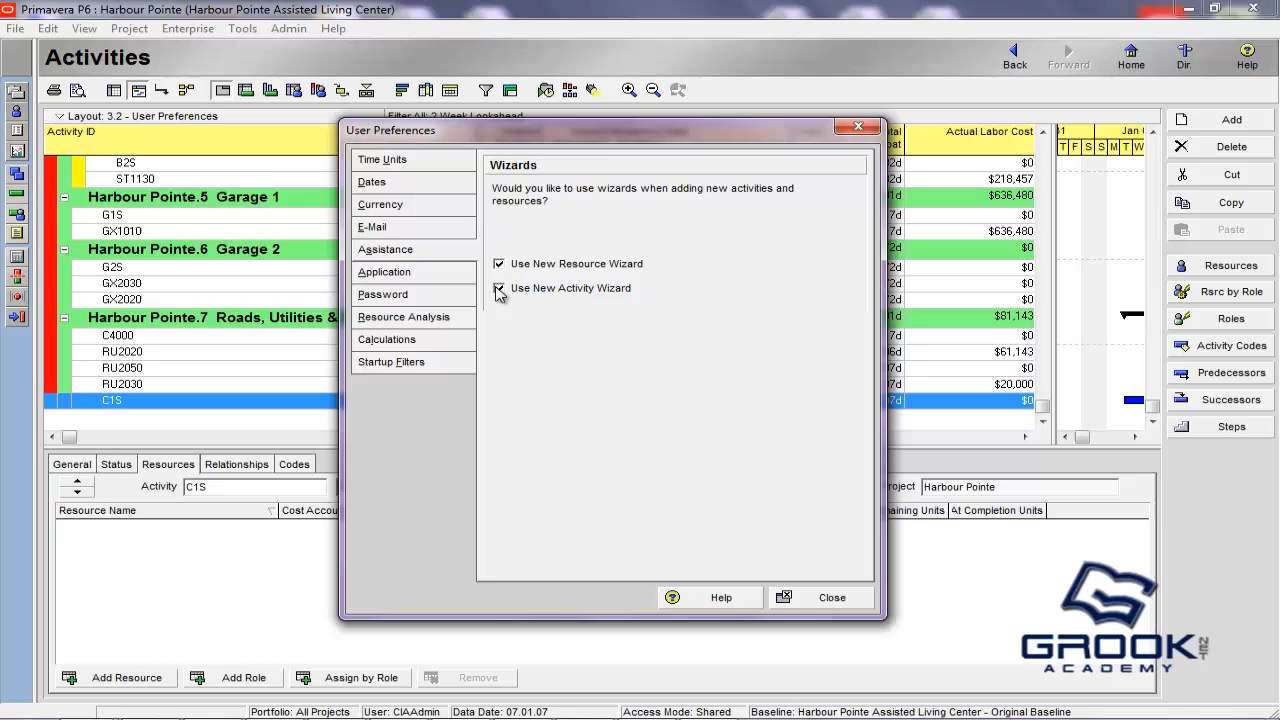 Primavera P6 : Harbour Pointe (Harbour Pointe Assisted Living Center)
File Edit View Project Enterprise Tools Admin Help
Activities
Back Forward Home Dir. Help
Layout: 3.2 - User Preferences
Filter All: 2 Week Lookahead
Activity ID
Actual Labor Cost
Jan
T F S S M T W
B2S
ST1130 $218,457
Harbour Pointe.5 Garage 1 $636,480
G1S $0
GX1010 $636,480
Harbour Pointe.6 Garage 2 $0
G2S $0
GX2030 $0
GX2020 $0
Harbour Pointe.7 Roads, Utilities & $81,143
C4000 $0
RU2020 $61,143
RU2050 $0
RU2030 $20,000
C1S $0
User Preferences
Time Units
Dates
Currency
E-Mail
Assistance
Application
Password
Resource Analysis
Calculations
Startup Filters
Wizards
Would you like to use wizards when adding new activities and
resources?
Use New Resource Wizard
Use New Activity Wizard
Help Close
Add
Delete
Cut
Copy
Paste
Resources
Rsrc by Role
Roles
Activity Codes
Predecessors
Successors
Steps
General Status Resources Relationships Codes
Activity C1S
Harbour Pointe
Resource Name
At Completion Units
Add Resource Add Role Assign by Role Remove
GROOK
.NET
ACADEMY
Portfolio: All Projects User: CIAAdmin Data Date: 07.01.07 Access Mode: Shared Baseline: Harbour Pointe Assisted Living Center - Original Baseline